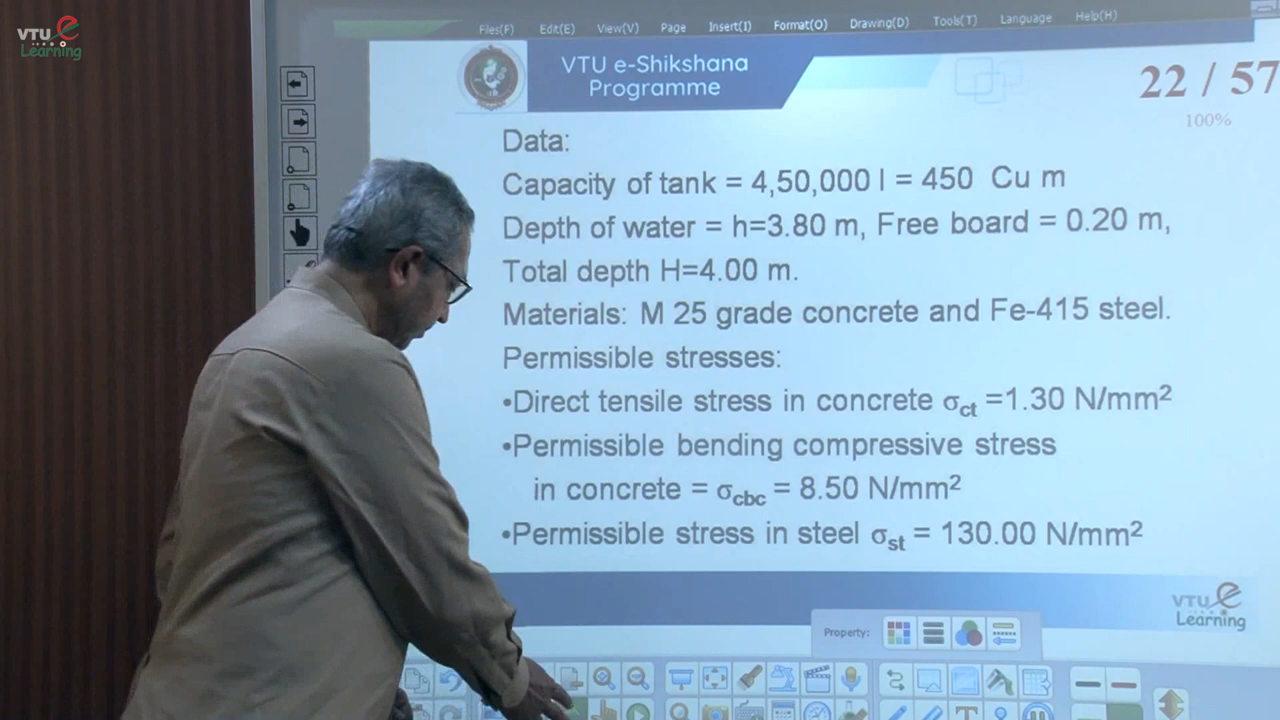 VTU e
Learning
Files(F) Edit(E) View(V) Page Insert(I) Format(O) Drawing(D) Tools(T) Language Help(H)
VTU e-Shikshana
Programme
22 / 57
100%
Data:
Capacity of tank = 4,50,000 l = 450 Cu m
Depth of water = h=3.80 m, Free board = 0.20 m,
Total depth H=4.00 m.
Materials: M 25 grade concrete and Fe-415 steel.
Permissible stresses:
•Direct tensile stress in concrete σct =1.30 N/mm²
•Permissible bending compressive stress
in concrete = σcbc = 8.50 N/mm²
•Permissible stress in steel σst = 130.00 N/mm²
VTU e
Learning
Property: